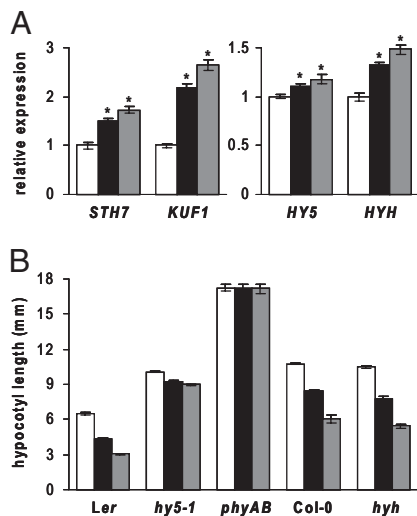 A
relative expression
3
2
1
0
* * * *
STH7 KUF1
1.5
1
0.5
0
* * * *
HY5 HYH
B
hypocotyl length (mm)
18
15
12
9
6
3
0
Ler hy5-1 phyAB Col-0 hyh